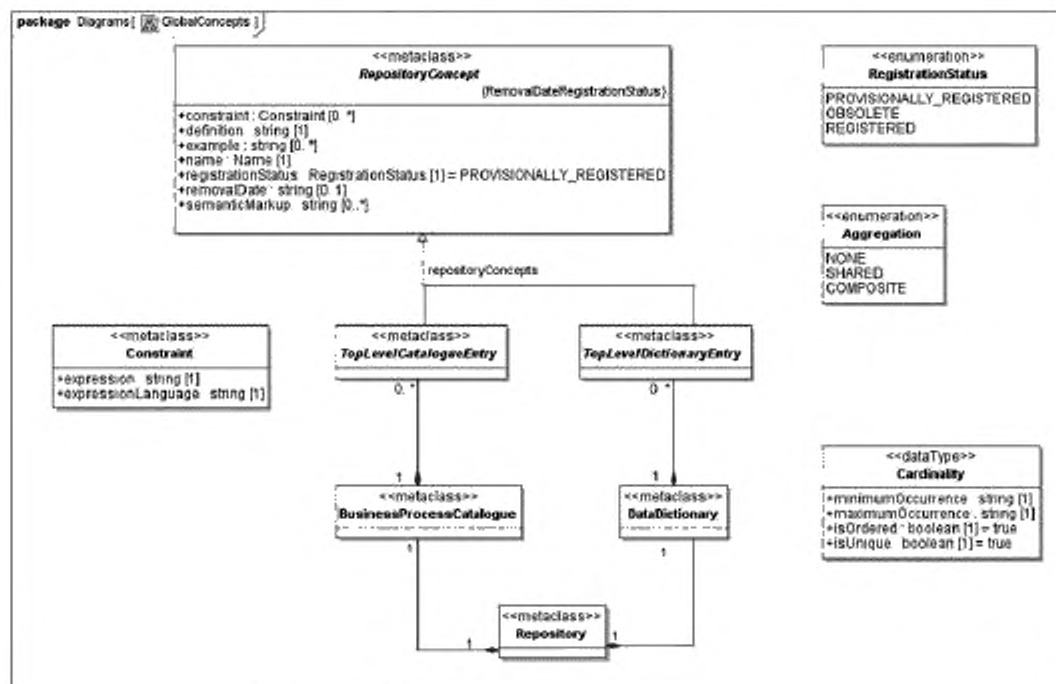 package Diagrams[ GlobalConcepts ]
<<metaclass>>
RepositoryConcept
{RemovalDateRegistrationStatus}
+constraint : Constraint [0..*]
+definition string [1]
+example : string [0..*]
+name : Name [1]
+registrationStatus RegistrationStatus [1] = PROVISIONALLY_REGISTERED
+removalDate : string [0..1]
+semanticMarkup string [0..*]
<<enumeration>>
RegistrationStatus
PROVISIONALLY_REGISTERED
OBSOLETE
REGISTERED
<<enumeration>>
Aggregation
NONE
SHARED
COMPOSITE
repositoryConcepts
<<metaclass>>
Constraint
+expression string [1]
+expressionLanguage string [1]
<<metaclass>>
TopLevelCatalogueEntry
0..*
<<metaclass>>
TopLevelDictionaryEntry
0..*
1
1
<<metaclass>>
BusinessProcessCatalogue
1
<<metaclass>>
DataDictionary
1
<<dataType>>
Cardinality
+minimumOccurrence string [1]
+maximumOccurrence : string [1]
+isOrdered : boolean [1] = true
+isUnique boolean [1] = true
<<metaclass>>
Repository
1
1